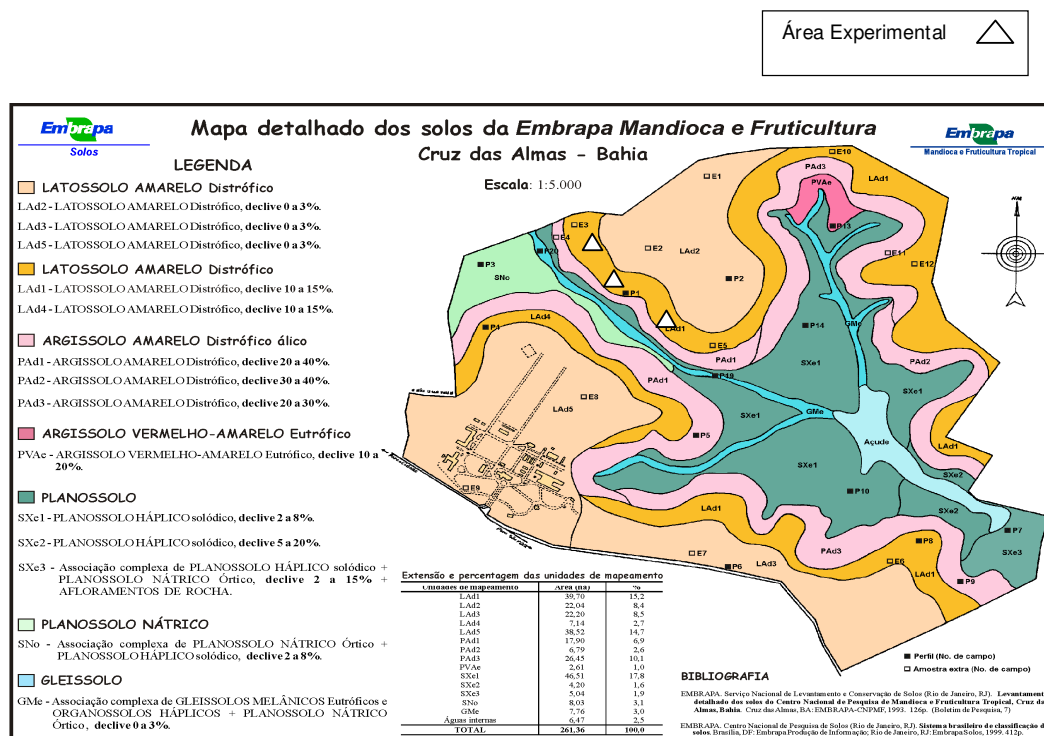 Área Experimental
Embrapa
Solos
Mapa detalhado dos solos da Embrapa Mandioca e Fruticultura
Cruz das Almas - Bahia
Escala: 1:5.000
Embrapa
Mandioca e Fruticultura Tropical
LEGENDA
LATOSSOLO AMARELO Distrófico
LAd2 - LATOSSOLO AMARELO Distrófico, declive 0 a 3%.
LAd3 - LATOSSOLO AMARELO Distrófico, declive 0 a 3%.
LAd5 - LATOSSOLO AMARELO Distrófico, declive 0 a 3%.
LATOSSOLO AMARELO Distrófico
LAd1 - LATOSSOLO AMARELO Distrófico, declive 10 a 15%.
LAd4 - LATOSSOLO AMARELO Distrófico, declive 10 a 15%.
ARGISSOLO AMARELO Distrófico álico
PAd1 - ARGISSOLO AMARELO Distrófico, declive 20 a 40%.
PAd2 - ARGISSOLO AMARELO Distrófico, declive 30 a 40%.
PAd3 - ARGISSOLO AMARELO Distrófico, declive 20 a 30%.
ARGISSOLO VERMELHO-AMARELO Eutrófico
PVAe - ARGISSOLO VERMELHO-AMARELO Eutrófico, declive 10 a
20%.
PLANOSSOLO
SXe1 - PLANOSSOLO HÁPLICO solódico, declive 2 a 8%.
SXe2 - PLANOSSOLO HÁPLICO solódico, declive 5 a 20%.
SXe3 - Associação complexa de PLANOSSOLO HÁPLICO solódico +
PLANOSSOLO NÁTRICO Órtico, declive 2 a 15% +
AFLORAMENTOS DE ROCHA.
PLANOSSOLO NÁTRICO
SNo - Associação complexa de PLANOSSOLO NÁTRICO Órtico +
PLANOSSOLO HÁPLICO solódico, declive 2 a 8%.
GLEISSOLO
GMe - Associação complexa de GLEISSOLOS MELÂNICOS Eutróficos e
ORGANOSSOLOS HÁPLICOS + PLANOSSOLO NÁTRICO
Órtico, declive 0 a 3%.
E10
PAd3
LAd1
E1
PVAe
E3
P13
E4
P20
E2
LAd2
E11
E12
P3
SNo
P2
P1
LAd4
P4
LAd1
P14
GMe
E5
PAd1
SXe1
PAd2
P19
PAd1
E8
LAd5
SXe1
GMe
P5
Açude
LAd1
SXe1
SXe2
E9
P10
LAd1
SXe2
P7
SXe3
E7
PAd3
P8
P6
LAd3
E6
LAd1
P9
Extensão e percentagem das unidades de mapeamento
Unidades de mapeamento Área (ha) %
LAd1 39,70 15,2
LAd2 22,04 8,4
LAd3 22,20 8,5
LAd4 7,14 2,7
LAd5 38,52 14,7
PAd1 17,90 6,9
PAd2 6,79 2,6
PAd3 26,45 10,1
PVAe 2,61 1,0
SXe1 46,51 17,8
SXe2 4,20 1,6
SXe3 5,04 1,9
SNo 8,03 3,1
GMe 7,76 3,0
Águas internas 6,47 2,5
TOTAL 261,36 100,0
Perfil (No. de campo)
Amostra extra (No. de campo)
BIBLIOGRAFIA
EMBRAPA. Serviço Nacional de Levantamento e Conservação de Solos (Rio de Janeiro, RJ). Levantamen
detalhado dos solos do Centro Nacional de Pesquisa de Mandioca e Fruticultura Tropical, Cruz da
Almas, Bahia. Cruz das Almas, BA: EMBRAPA-CNPMF, 1993. 126p. (Boletim de Pesquisa, 7)
EMBRAPA. Centro Nacional de Pesquisa de Solos (Rio de Janeiro, RJ). Sistema brasileiro de classificação d
solos. Brasília, DF: Embrapa Produção de Informação; Rio de Janeiro, RJ: Embrapa Solos, 1999. 412p.